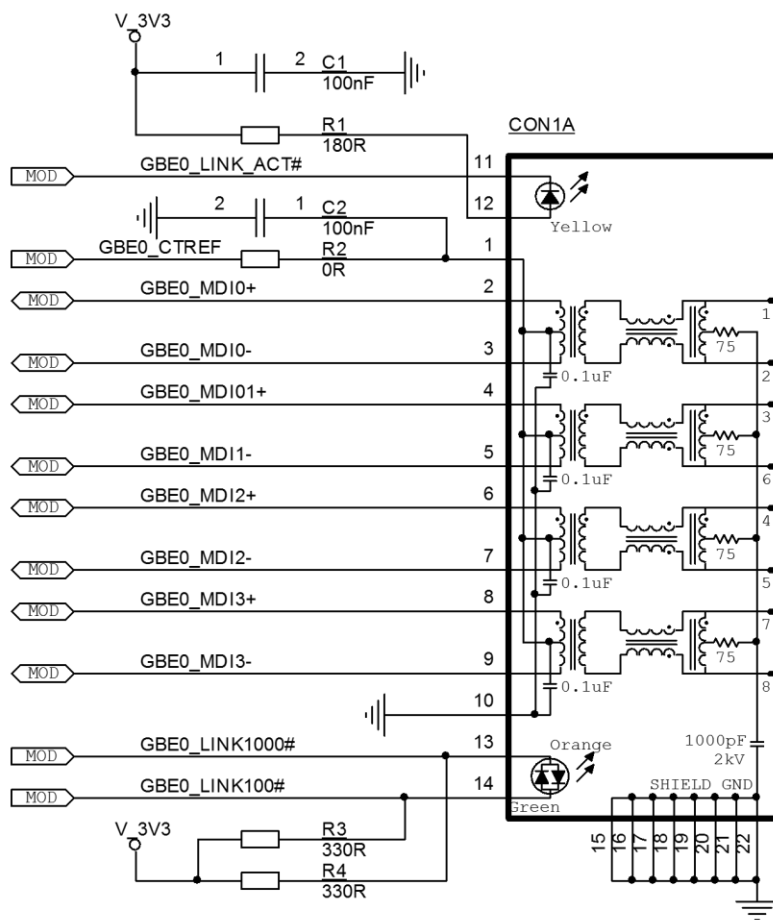 V_3V3
1 2 C1
100nF
R1
180R
CON1A
MOD GBE0_LINK_ACT# 11
12
Yellow
2 1 C2
100nF
MOD GBE0_CTREF R2 1
0R
MOD GBE0_MDI0+ 2
1
75
MOD GBE0_MDI0- 3
0.1uF 2
MOD GBE0_MDI01+ 4
3
75
MOD GBE0_MDI1- 5
0.1uF 6
MOD GBE0_MDI2+ 6
4
75
MOD GBE0_MDI2- 7
0.1uF 5
MOD GBE0_MDI3+ 8
7
75
MOD GBE0_MDI3- 9
0.1uF 8
10
MOD GBE0_LINK1000# 13 Orange 1000pF
2kV
MOD GBE0_LINK100# 14 SHIELD GND
Green
V_3V3 R3
330R
R4
330R
15 16 17 18 19 20 21 22